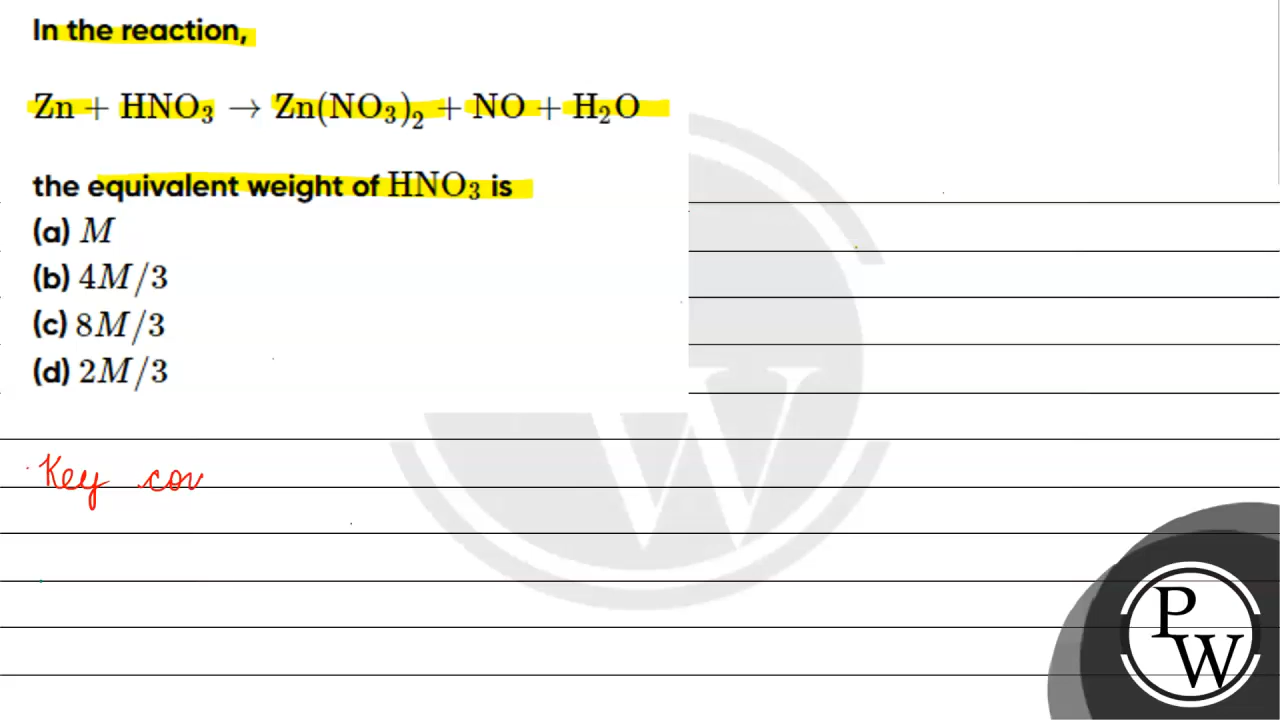 In the reaction,
Zn + HNO₃ → Zn(NO₃)₂ + NO + H₂O
the equivalent weight of HNO₃ is
(a) M
(b) 4M/3
(c) 8M/3
(d) 2M/3
Key con
PW